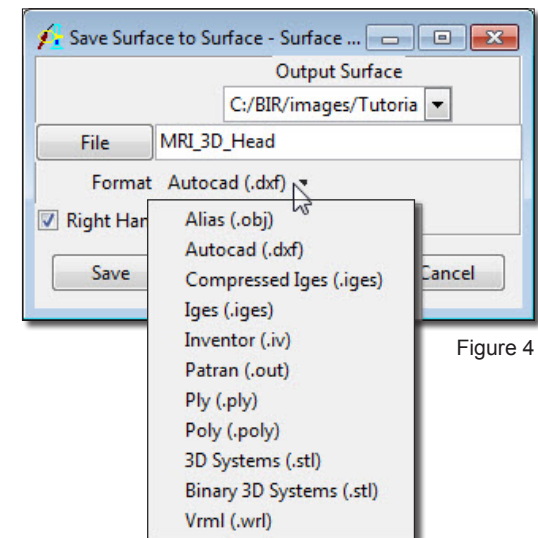 Save Surface to Surface - Surface ...
Output Surface
C:/BIR/images/Tutoria
File MRI_3D_Head
Format Autocad (.dxf)
Right Han
Save Cancel
Alias (.obj)
Autocad (.dxf)
Compressed Iges (.iges)
Iges (.iges)
Inventor (.iv)
Patran (.out)
Ply (.ply)
Poly (.poly)
3D Systems (.stl)
Binary 3D Systems (.stl)
Vrml (.wrl)
Figure 4